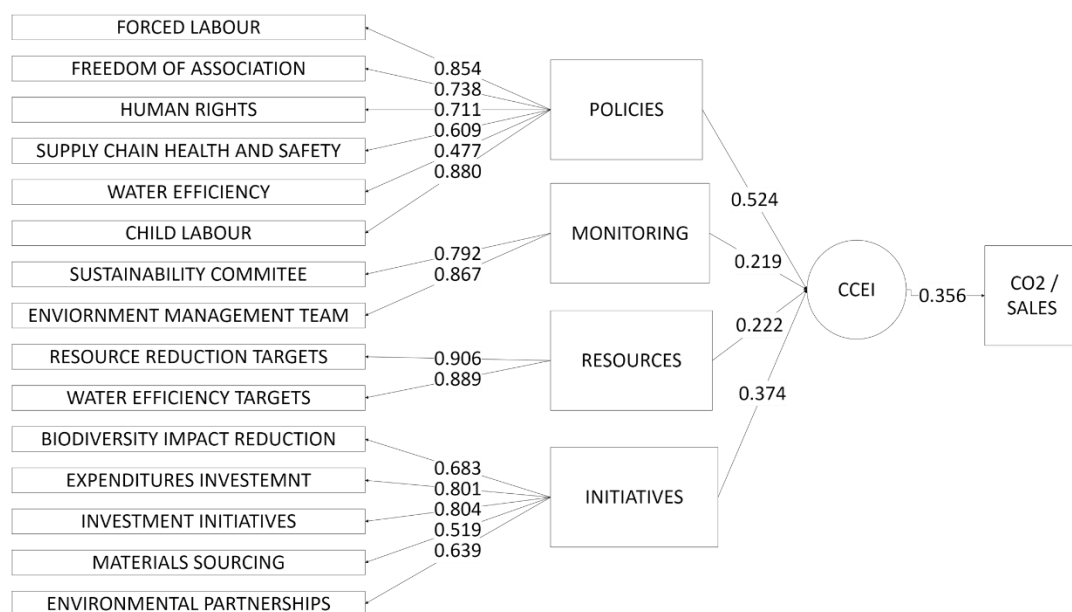 FORCED LABOUR
FREEDOM OF ASSOCIATION
HUMAN RIGHTS
SUPPLY CHAIN HEALTH AND SAFETY
WATER EFFICIENCY
CHILD LABOUR
SUSTAINABILITY COMMITEE
ENVIORNMENT MANAGEMENT TEAM
RESOURCE REDUCTION TARGETS
WATER EFFICIENCY TARGETS
BIODIVERSITY IMPACT REDUCTION
EXPENDITURES INVESTEMNT
INVESTMENT INITIATIVES
MATERIALS SOURCING
ENVIRONMENTAL PARTNERSHIPS
0.854
0.738
0.711
0.609
0.477
0.880
0.792
0.867
0.906
0.889
0.683
0.801
0.804
0.519
0.639
POLICIES
MONITORING
RESOURCES
INITIATIVES
0.524
0.219
0.222
0.374
CCEI
0.356
CO2 /
SALES